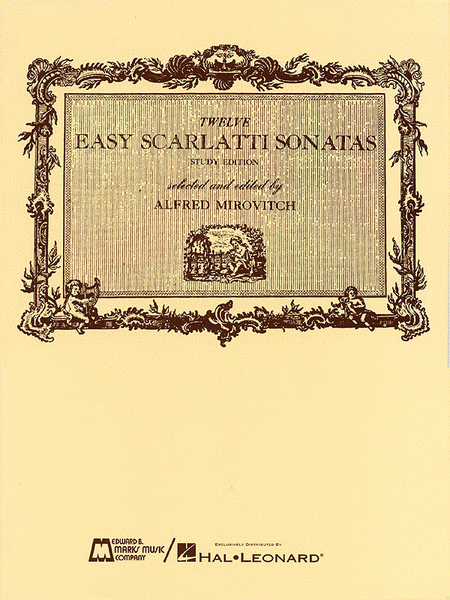 TWELVE
EASY SCARLATTI SONATAS
STUDY EDITION
selected and edited by
ALFRED MIROVITCH
EDWARD B.
MARKS MUSIC
COMPANY
EXCLUSIVELY DISTRIBUTED BY
HAL•LEONARD®